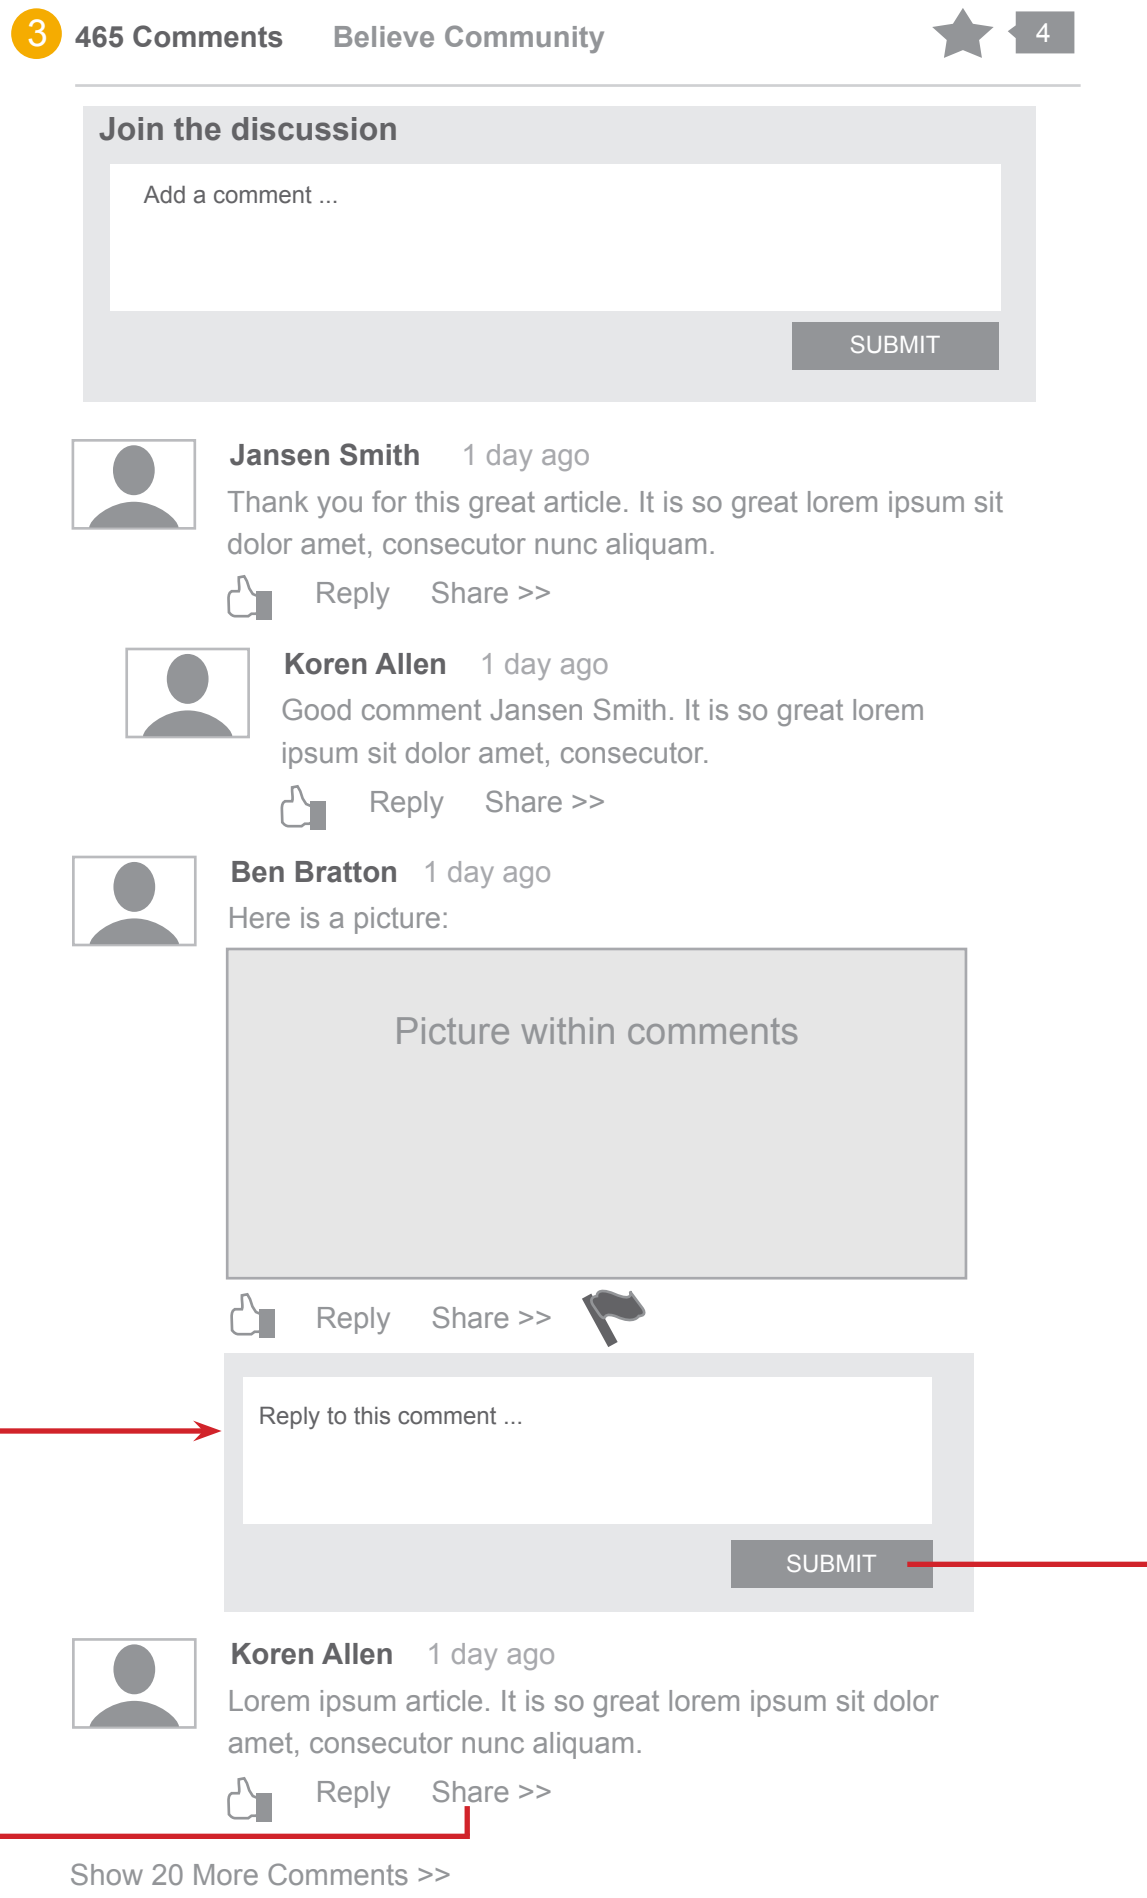 3 465 Comments Believe Community 4
Join the discussion
Add a comment ...
SUBMIT
Jansen Smith 1 day ago
Thank you for this great article. It is so great lorem ipsum sit
dolor amet, consecutor nunc aliquam.
Reply Share >>
Koren Allen 1 day ago
Good comment Jansen Smith. It is so great lorem
ipsum sit dolor amet, consecutor.
Reply Share >>
Ben Bratton 1 day ago
Here is a picture:
Picture within comments
Reply Share >>
Reply to this comment ...
SUBMIT
Koren Allen 1 day ago
Lorem ipsum article. It is so great lorem ipsum sit dolor
amet, consecutor nunc aliquam.
Reply Share >>
Show 20 More Comments >>